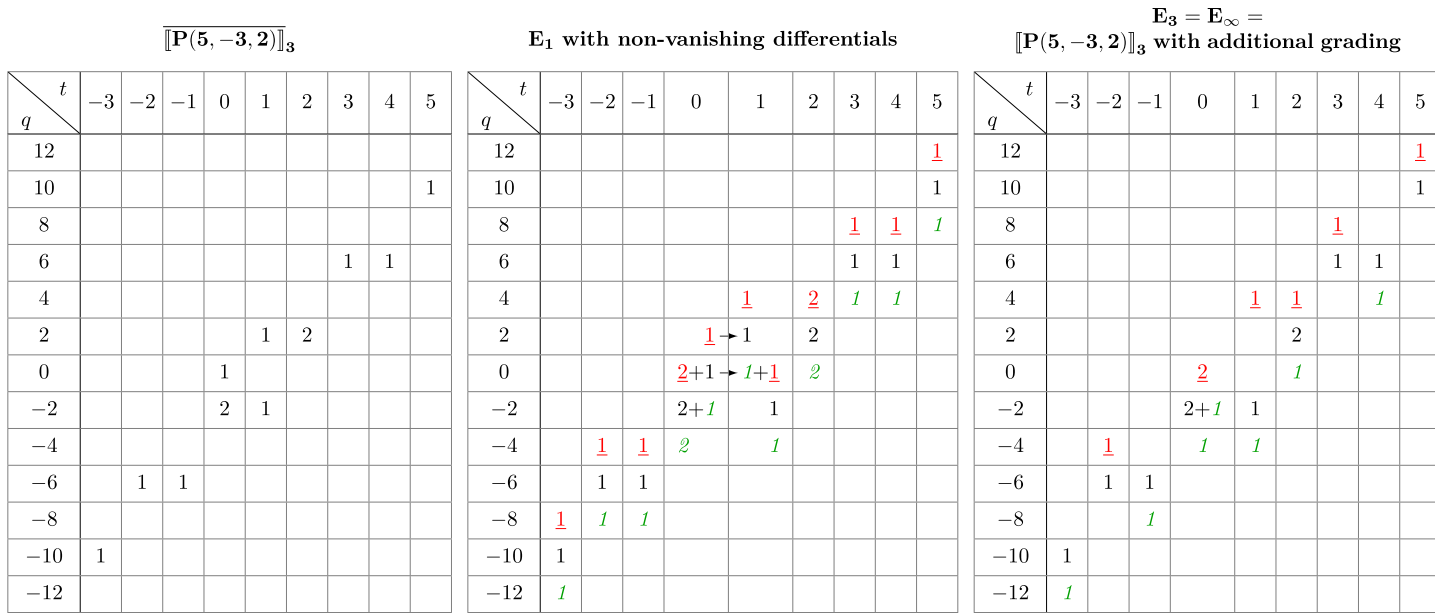 ⟦P(5, −3, 2)⟧₃
t −3 −2 −1 0 1 2 3 4 5
q
12
10 1
8
6 1 1
4
2 1 2
0 1
−2 2 1
−4
−6 1 1
−8
−10 1
−12
E₁ with non-vanishing differentials
t −3 −2 −1 0 1 2 3 4 5
q
12 1
10 1
8 1 1 1
6 1 1
4 1 2 1 1
2 1→1 2
0 2+1→1+1 2
−2 2+1 1
−4 1 1 2 1
−6 1 1
−8 1 1 1
−10 1
−12 1
E₃ = E∞ =
⟦P(5, −3, 2)⟧₃ with additional grading
t −3 −2 −1 0 1 2 3 4 5
q
12 1
10 1
8 1
6 1 1
4 1 1 1
2 2
0 2 1
−2 2+1 1
−4 1 1 1
−6 1 1
−8 1
−10 1
−12 1